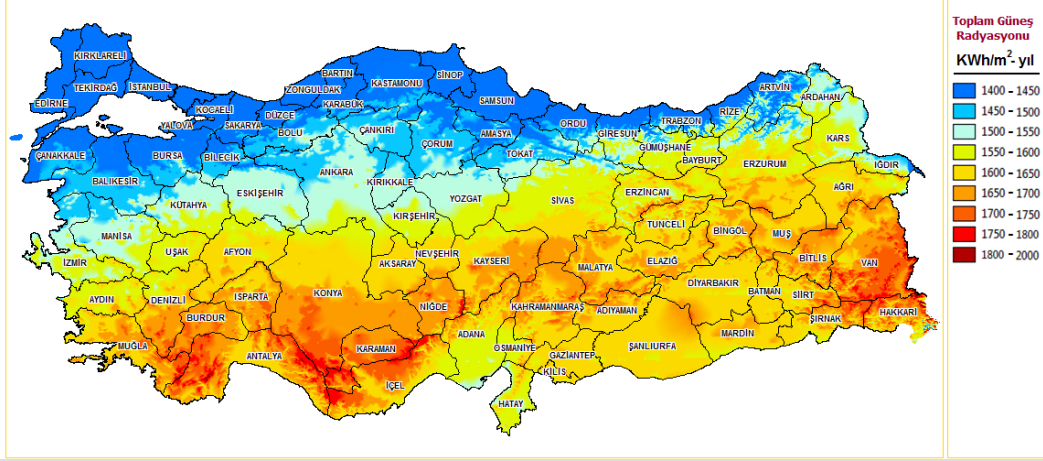 Toplam Güneş
Radyasyonu
KWh/m²- yıl
1400 - 1450
1450 - 1500
1500 - 1550
1550 - 1600
1600 - 1650
1650 - 1700
1700 - 1750
1750 - 1800
1800 - 2000
KIRKLARELİ
TEKİRDAĞ
İSTANBUL
EDİRNE
KOCAELİ
YALOVA
SAKARYA
DÜZCE
BOLU
ZONGULDAK
BARTIN
KARABÜK
KASTAMONU
SİNOP
SAMSUN
ORDU
GİRESUN
TRABZON
RİZE
ARTVİN
ARDAHAN
KARS
IĞDIR
ÇANAKKALE
BURSA
BİLECİK
ÇANKIRI
ÇORUM
AMASYA
TOKAT
GÜMÜŞHANE
BAYBURT
ERZURUM
AĞRI
BALIKESİR
KÜTAHYA
ESKİŞEHİR
ANKARA
KIRIKKALE
YOZGAT
SİVAS
ERZİNCAN
TUNCELİ
BİNGÖL
MUŞ
BİTLİS
VAN
MANİSA
UŞAK
AFYON
KIRŞEHİR
NEVŞEHİR
AKSARAY
KAYSERİ
MALATYA
ELAZIĞ
İZMİR
AYDIN
DENİZLİ
ISPARTA
BURDUR
KONYA
NİĞDE
KAHRAMANMARAŞ
ADIYAMAN
DİYARBAKIR
BATMAN
SİİRT
ŞIRNAK
HAKKARİ
MARDİN
MUĞLA
ANTALYA
KARAMAN
İÇEL
ADANA
OSMANİYE
GAZİANTEP
KİLİS
ŞANLIURFA
HATAY